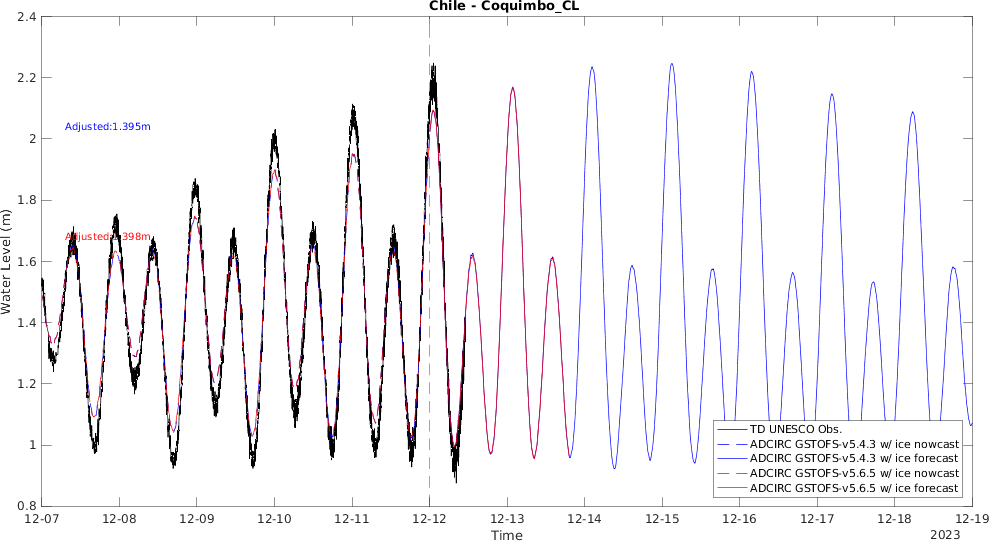 Chile - Coquimbo_CL
2.4
2.2
2
1.8
1.6
1.4
1.2
1
0.8
Water Level (m)
Adjusted:1.395m
Adjusted:1.398m
TD UNESCO Obs.
ADCIRC GSTOFS-v5.4.3 w/ ice nowcast
ADCIRC GSTOFS-v5.4.3 w/ ice forecast
ADCIRC GSTOFS-v5.6.5 w/ ice nowcast
ADCIRC GSTOFS-v5.6.5 w/ ice forecast
12-07 12-08 12-09 12-10 12-11 12-12 12-13 12-14 12-15 12-16 12-17 12-18 12-19
Time
2023